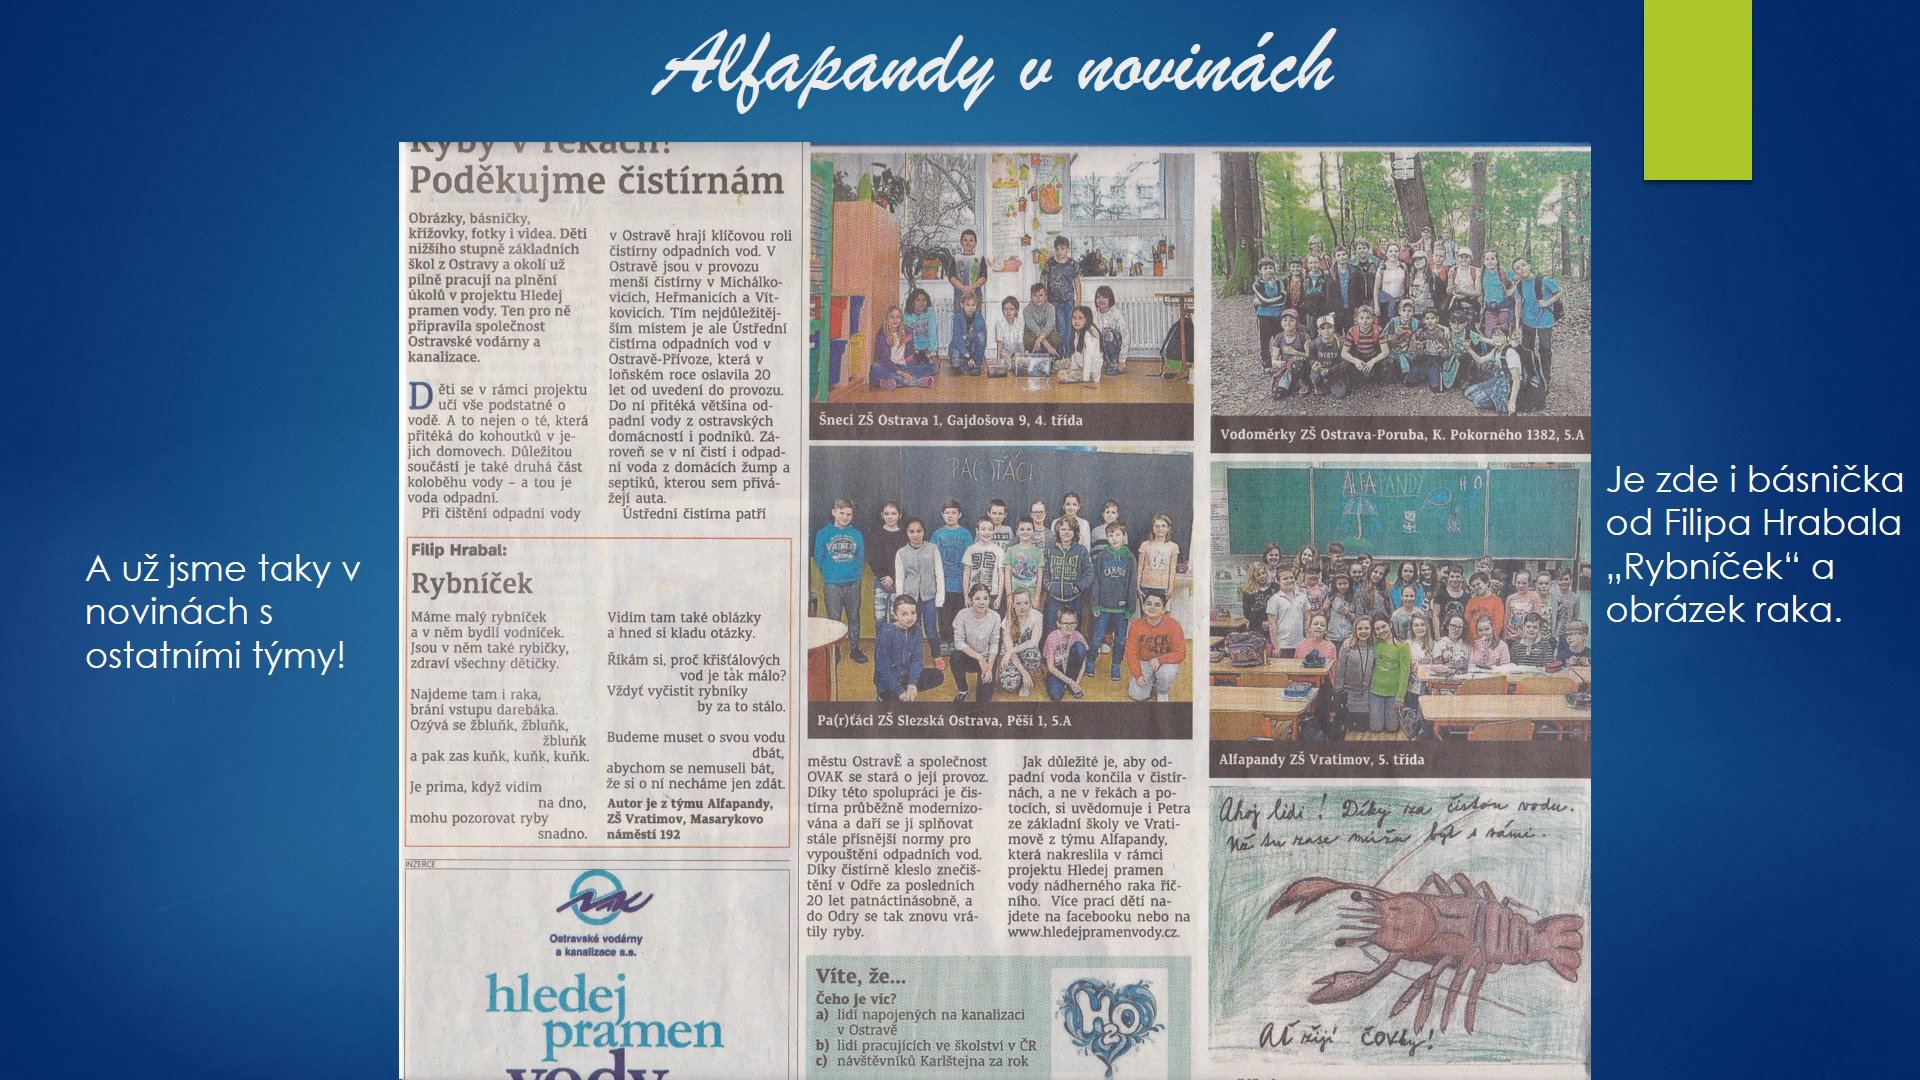 Alfapandy v novinách
A už jsme taky v
novinách s
ostatními týmy!
Ryby v řekách?
Poděkujme čistírnám
Obrázky, básničky,
křížovky, fotky i videa. Děti
nižšího stupně základních
škol z Ostravy a okolí už
pilně pracují na plnění
úkolů v projektu Hledej
pramen vody. Ten pro ně
připravila společnost
Ostravské vodárny a
kanalizace.
Děti se v rámci projektu
učí vše podstatné o
vodě. A to nejen o té, která
přitéká do kohoutků v je-
jich domovech. Důležitou
součástí je také druhá část
koloběhu vody – a tou je
voda odpadní.
Při čištění odpadní vody
v Ostravě hrají klíčovou roli
čistírny odpadních vod. V
Ostravě jsou v provozu
menší čistírny v Michálko-
vicích, Heřmanicích a Vít-
kovicích. Tím nejdůležitěj-
ším místem je ale Ústřední
čistírna odpadních vod v
Ostravě-Přívoze, která v
loňském roce oslavila 20
let od uvedení do provozu.
Do ní přitéká většina od-
padní vody z ostravských
domácností i podniků. Zá-
roveň se v ní čistí i odpad-
ní voda z domácích žump a
septiků, kterou sem přivá-
žejí auta.
Ústřední čistírna patří
Filip Hrabal:
Rybníček
Máme malý rybníček
a v něm bydlí vodníček.
Jsou v něm také rybičky,
zdraví všechny dětičky.
Najdeme tam i raka,
brání vstupu darebáka.
Ozývá se žbluňk, žbluňk,
žbluňk
a pak zas kuňk, kuňk, kuňk.
Je prima, když vidím
na dno,
mohu pozorovat ryby
snadno.
Vidím tam také oblázky
a hned si kladu otázky.
Říkám si, proč křišťálových
vod je tak málo?
Vždyť vyčistit rybníky
by za to stálo.
Budeme muset o svou vodu
dbát,
abychom se nemuseli bát,
že si o ní necháme jen zdát.
Autor je z týmu Alfapandy,
ZŠ Vratimov, Masarykovo
náměstí 192
INZERCE
Ostravské vodárny
a kanalizace a.s.
hledej
pramen
vody
Šneci ZŠ Ostrava 1, Gajdošova 9, 4. třída
Vodoměrky ZŠ Ostrava-Poruba, K. Pokorného 1382, 5.A
PA(R)ŤÁCI
Pa(r)ťáci ZŠ Slezská Ostrava, Pěší 1, 5.A
ALFAPANDY H O
Alfapandy ZŠ Vratimov, 5. třída
městu OstravĚ a společnost
OVAK se stará o její provoz.
Díky této spolupráci je čis-
tírna průběžně modernizo-
vána a daří se jí splňovat
stále přísnější normy pro
vypouštění odpadních vod.
Díky čistírně kleslo znečiš-
tění v Odře za posledních
20 let patnáctinásobně, a
do Odry se tak znovu vrá-
tily ryby.
Jak důležité je, aby od-
padní voda končila v čistír-
nách, a ne v řekách a po-
tocích, si uvědomuje i Petra
ze základní školy ve Vrati-
mově z týmu Alfapandy,
která nakreslila v rámci
projektu Hledej pramen
vody nádherného raka říč-
ního. Více prací dětí na-
jdete na facebooku nebo na
www.hledejpramenvody.cz.
Víte, že...
Čeho je víc?
a) lidí napojených na kanalizaci
v Ostravě
b) lidí pracujících ve školství v ČR
c) návštěvníků Karlštejna za rok
H2O
Ahoj lidi! Díky za čistou vodu.
zase můžu být s vámi.
Ať žijí čovky!
Je zde i básnička
od Filipa Hrabala
„Rybníček“ a
obrázek raka.